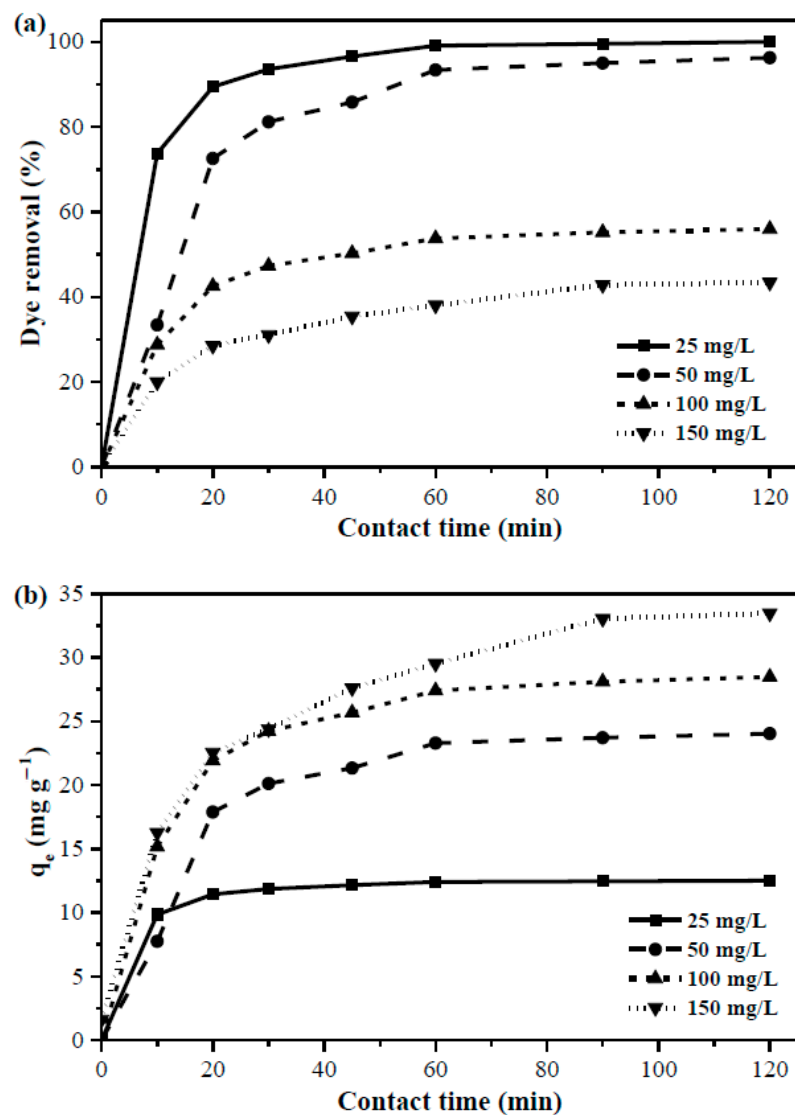 (a)
100
80
60
40
20
0
Dye removal (%)
25 mg/L
50 mg/L
100 mg/L
150 mg/L
0 20 40 60 80 100 120
Contact time (min)
(b)
35
30
25
20
15
10
5
0
qₑ (mg g⁻¹)
25 mg/L
50 mg/L
100 mg/L
150 mg/L
0 20 40 60 80 100 120
Contact time (min)